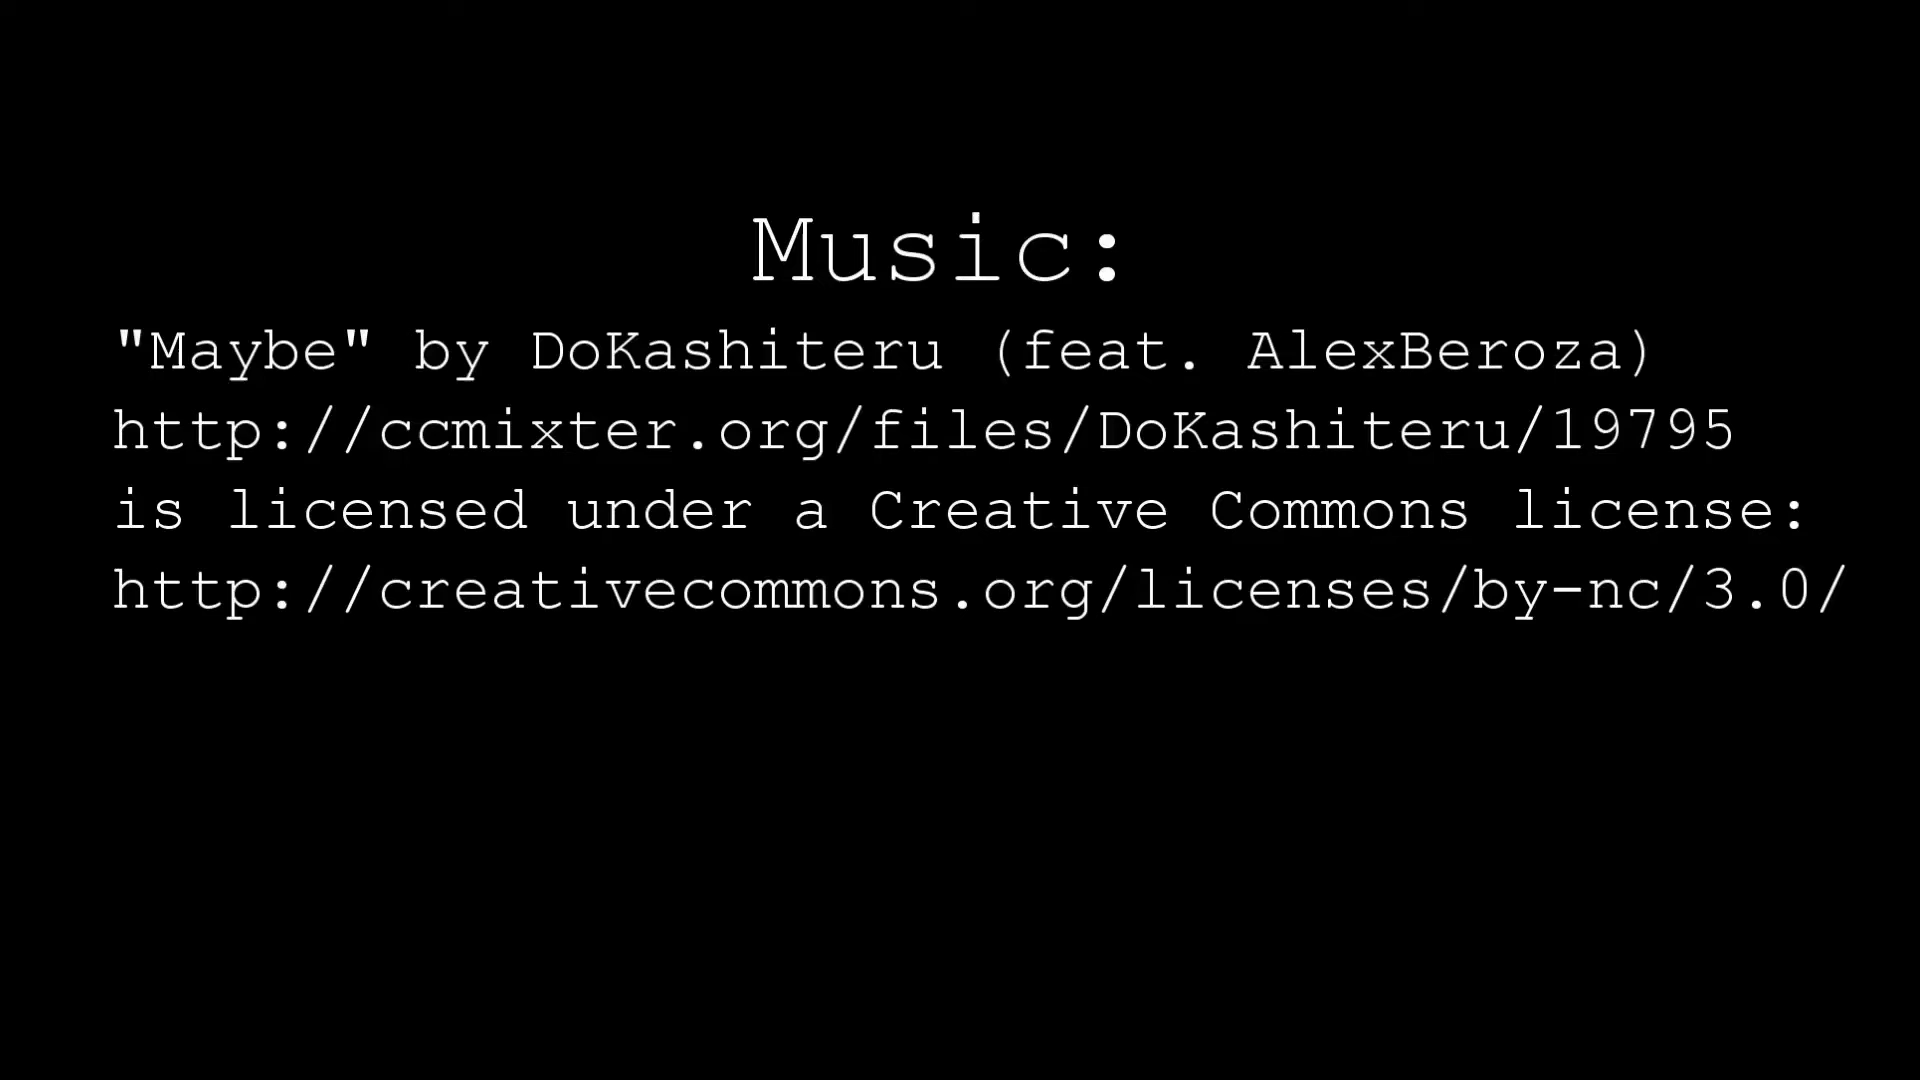 Music:
"Maybe" by DoKashiteru (feat. AlexBeroza)
http://ccmixter.org/files/DoKashiteru/19795
is licensed under a Creative Commons license:
http://creativecommons.org/licenses/by-nc/3.0/